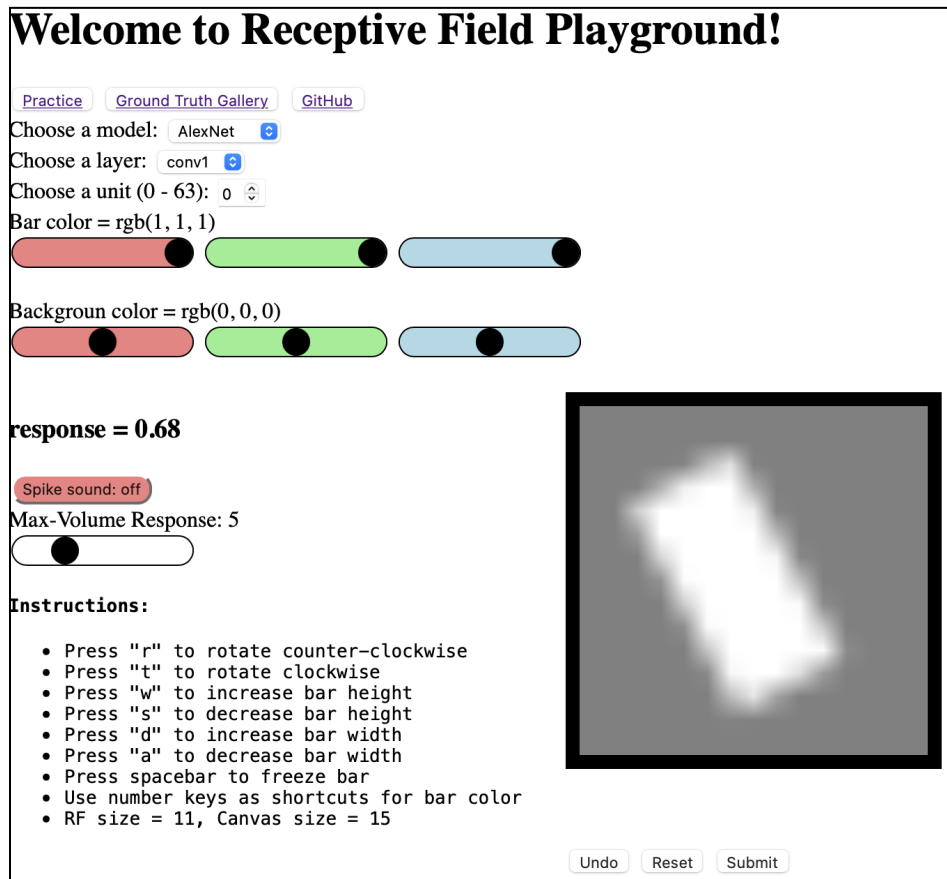 Welcome to Receptive Field Playground!
Practice Ground Truth Gallery GitHub
Choose a model: AlexNet
Choose a layer: conv1
Choose a unit (0 - 63): 0
Bar color = rgb(1, 1, 1)
Backgroun color = rgb(0, 0, 0)
response = 0.68
Spike sound: off
Max-Volume Response: 5
Instructions:
• Press "r" to rotate counter-clockwise
• Press "t" to rotate clockwise
• Press "w" to increase bar height
• Press "s" to decrease bar height
• Press "d" to increase bar width
• Press "a" to decrease bar width
• Press spacebar to freeze bar
• Use number keys as shortcuts for bar color
• RF size = 11, Canvas size = 15
Undo Reset Submit